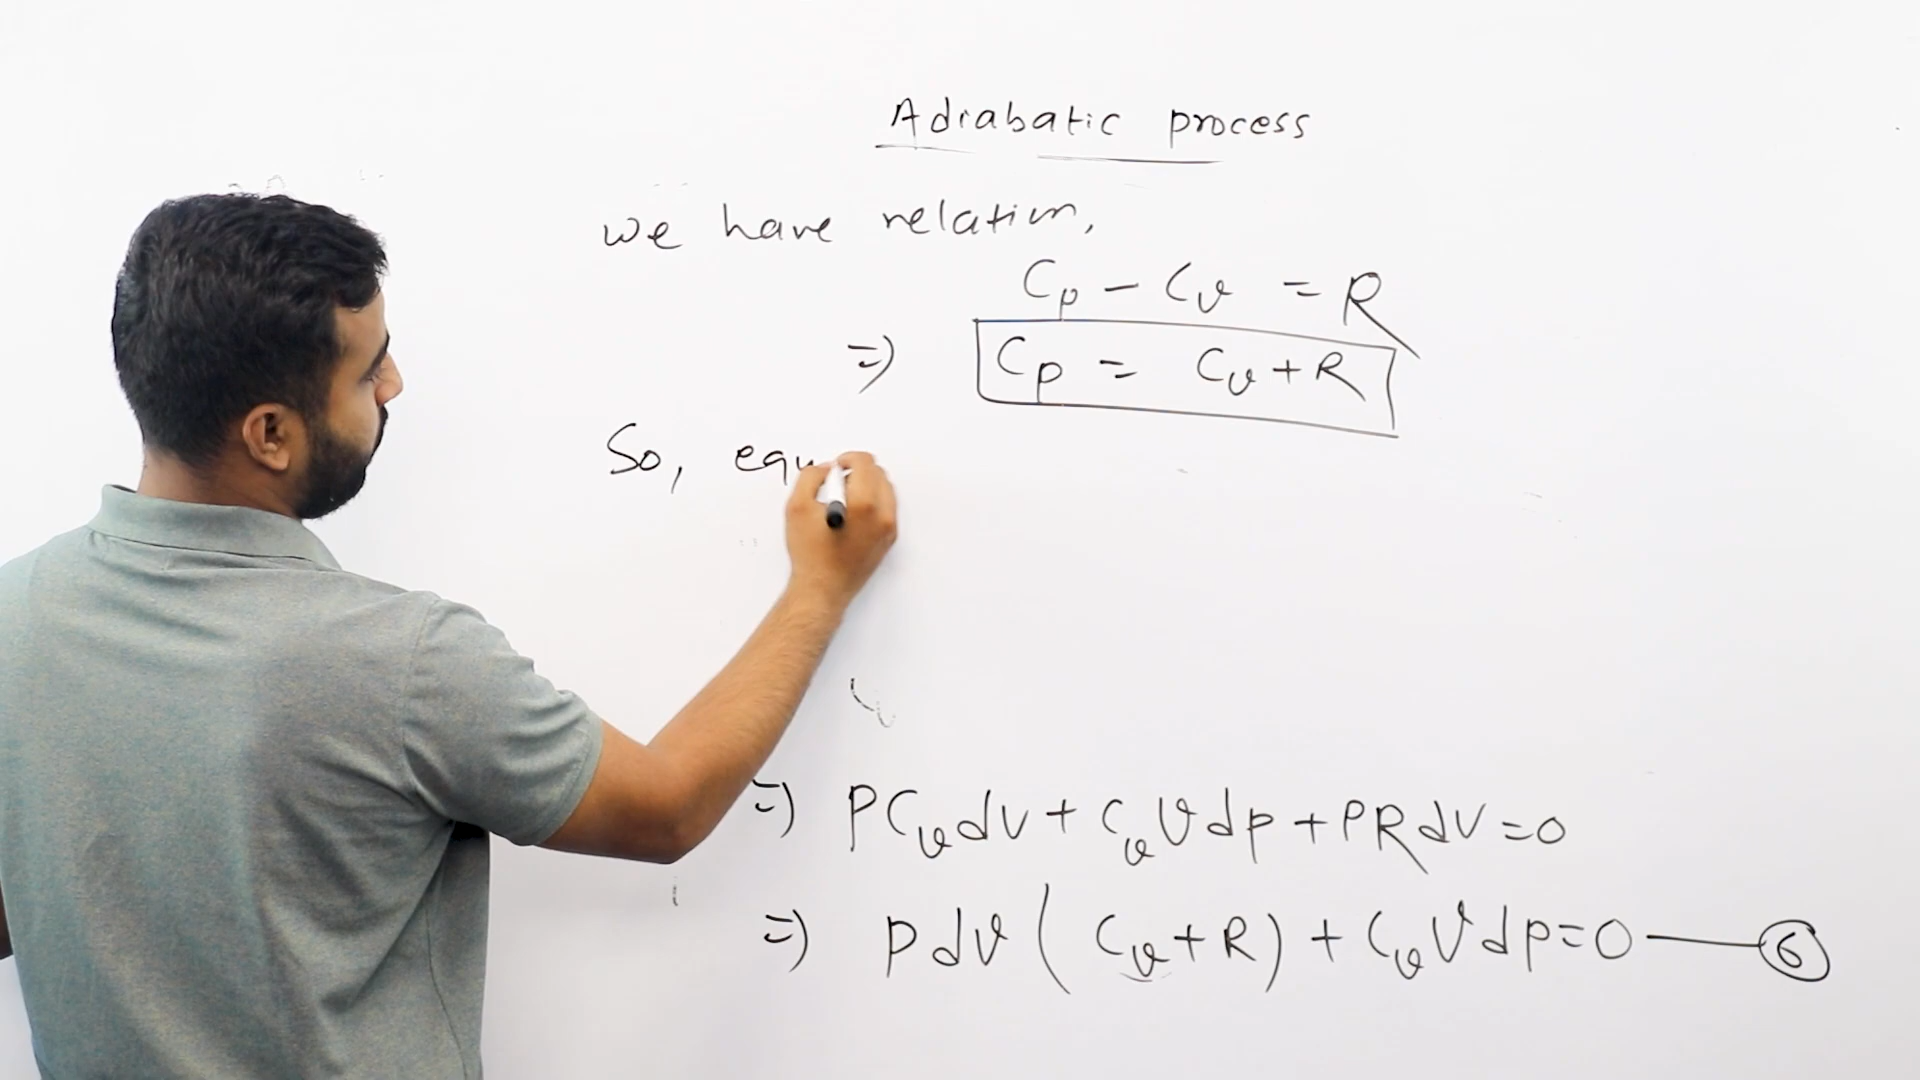 Adiabatic process
we have relation,
Cp - Cv = R
=) Cp = Cv + R
So, equ
=) PCvdv + CvVdp + PRdV = 0
=) Pdv (Cv + R) + CvVdp = 0 — 6